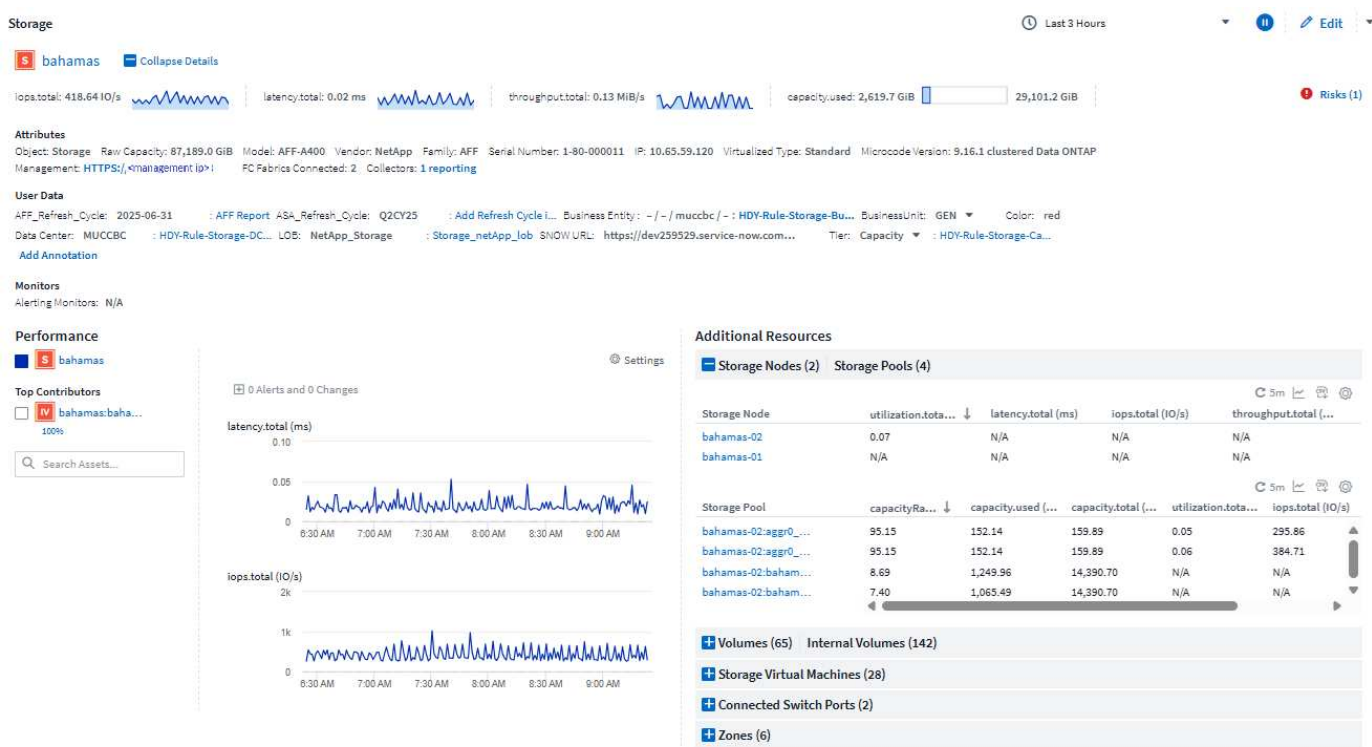 Storage
Last 3 Hours
Edit
S bahamas Collapse Details
iops.total: 418.64 IO/s latency.total: 0.02 ms throughput.total: 0.13 MiB/s capacity.used: 2,619.7 GiB 29,101.2 GiB Risks (1)
Attributes
Object: Storage Raw Capacity: 87,189.0 GiB Model: AFF-A400 Vendor: NetApp Family: AFF Serial Number: 1-80-000011 IP: 10.65.59.120 Virtualized Type: Standard Microcode Version: 9.16.1 clustered Data ONTAP
Management: HTTPS:/,<management ip>: FC Fabrics Connected: 2 Collectors: 1 reporting
User Data
AFF_Refresh_Cycle: 2025-06-31 : AFF Report ASA_Refresh_Cycle: Q2CY25 : Add Refresh Cycle i... Business Entity : – / – / muccbc / – : HDY-Rule-Storage-Bu... BusinessUnit: GEN Color: red
Data Center: MUCCBC : HDY-Rule-Storage-DC... LOB: NetApp_Storage : Storage_netApp_lob SNOW URL: https://dev259529.service-now.com... Tier: Capacity : HDY-Rule-Storage-Ca...
Add Annotation
Monitors
Alerting Monitors: N/A
Performance
S bahamas
Top Contributors
IV bahamas:baha...
100%
Search Assets...
Settings
0 Alerts and 0 Changes
latency.total (ms)
0.10
0.05
0
6:30 AM 7:00 AM 7:30 AM 8:00 AM 8:30 AM 9:00 AM
iops.total (IO/s)
2k
1k
0
6:30 AM 7:00 AM 7:30 AM 8:00 AM 8:30 AM 9:00 AM
Additional Resources
Storage Nodes (2) Storage Pools (4)
5m
Storage Node utilization.tota... latency.total (ms) iops.total (IO/s) throughput.total (...
bahamas-02 0.07 N/A N/A N/A
bahamas-01 N/A N/A N/A N/A
5m
Storage Pool capacityRa... capacity.used (... capacity.total (... utilization.tota... iops.total (IO/s)
bahamas-02:aggr0_... 95.15 152.14 159.89 0.05 295.86
bahamas-02:aggr0_... 95.15 152.14 159.89 0.06 384.71
bahamas-02:baham... 8.69 1,249.96 14,390.70 N/A N/A
bahamas-02:baham... 7.40 1,065.49 14,390.70 N/A N/A
Volumes (65) Internal Volumes (142)
Storage Virtual Machines (28)
Connected Switch Ports (2)
Zones (6)